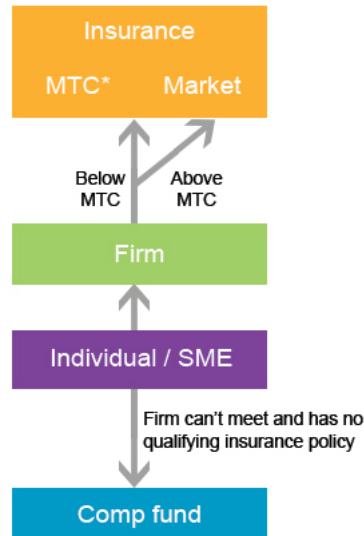 Insurance
MTC* Market
Below MTC
Above MTC
Firm
Individual / SME
Firm can't meet and has no
qualifying insurance policy
Comp fund